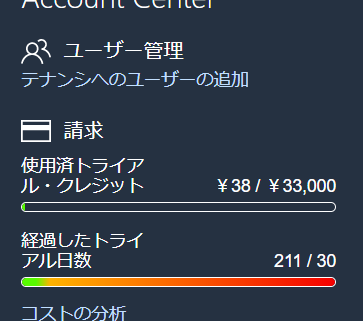 Account Center
ユーザー管理
テナンシへのユーザーの追加
請求
使用済トライア
ル・クレジット ¥38 / ¥33,000
経過したトライ
アル日数 211 / 30
コストの分析